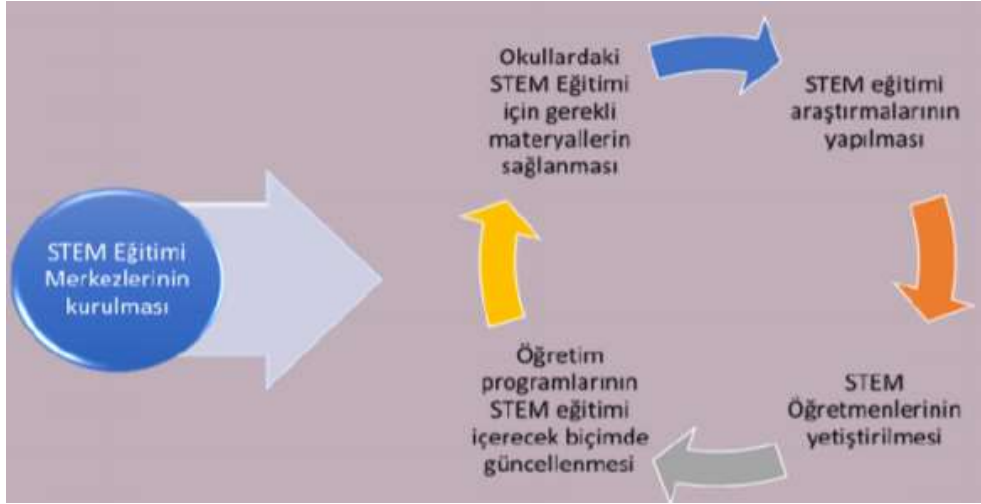 STEM Eğitimi
Merkezlerinin
kurulması
Okullardaki
STEM Eğitimi
için gerekli
materyallerin
sağlanması
STEM eğitimi
araştırmalarının
yapılması
STEM
Öğretmenlerinin
yetiştirilmesi
Öğretim
programlarının
STEM eğitimi
içerecek biçimde
güncellenmesi